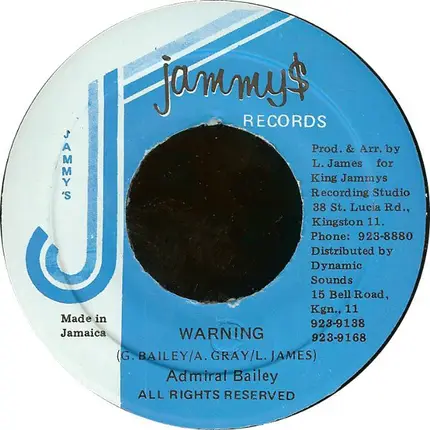 jammy$
RECORDS
JAMMY'S
Prod. & Arr. by
L. James for
King Jammys
Recording Studio
38 St. Lucia Rd.,
Kingston 11.
Phone: 923-8880
Distributed by
Dynamic
Sounds
15 Bell Road,
Kgn., 11
923-9138
923-9168
Made in
Jamaica
WARNING
(G. BAILEY/A. GRAY/L. JAMES)
Admiral Bailey
ALL RIGHTS RESERVED